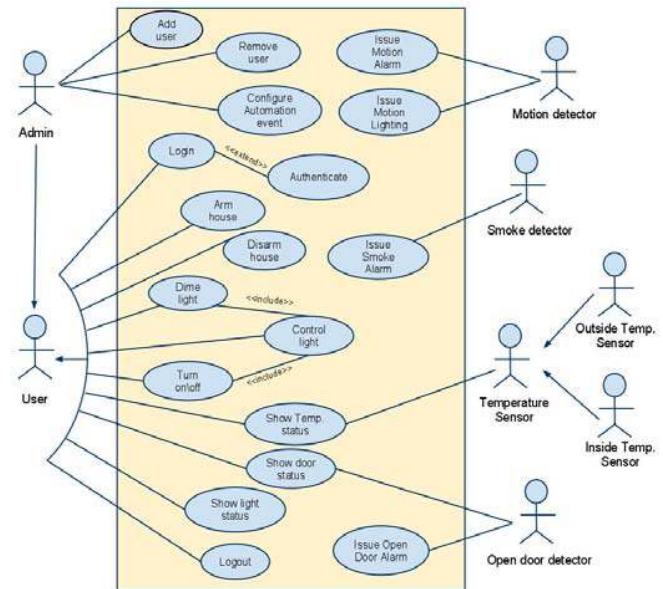 Add
user
Remove
user
Issue
Motion
Alarm
Configure
Automation
event
Issue
Motion
Lighting
Admin
Motion detector
Login
<<extend>>
Authenticate
Arm
house
Disarm
house
Issue
Smoke
Alarm
Smoke detector
Dime
light
<<include>>
Control
light
Turn
on\off
<<include>>
User
Outside Temp.
Sensor
Temperature
Sensor
Inside Temp.
Sensor
Show Temp.
status
Show door
status
Show light
status
Issue Open
Door Alarm
Open door detector
Logout